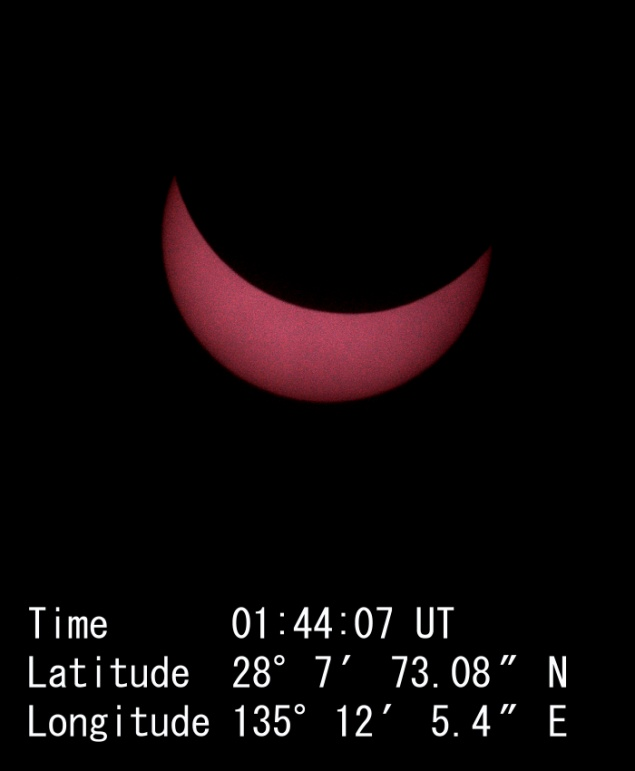 Time 01:44:07 UT
Latitude 28° 7′ 73.08″ N
Longitude 135° 12′ 5.4″ E